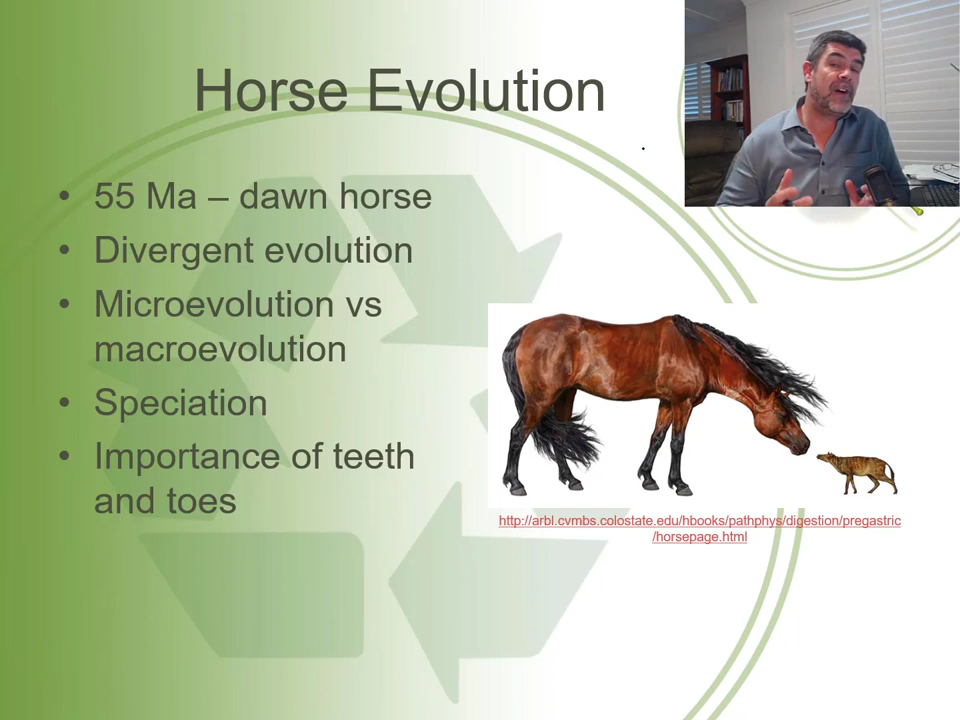 Horse Evolution
• 55 Ma – dawn horse
• Divergent evolution
• Microevolution vs
macroevolution
• Speciation
• Importance of teeth
and toes
http://arbl.cvmbs.colostate.edu/hbooks/pathphys/digestion/pregastric
/horsepage.html